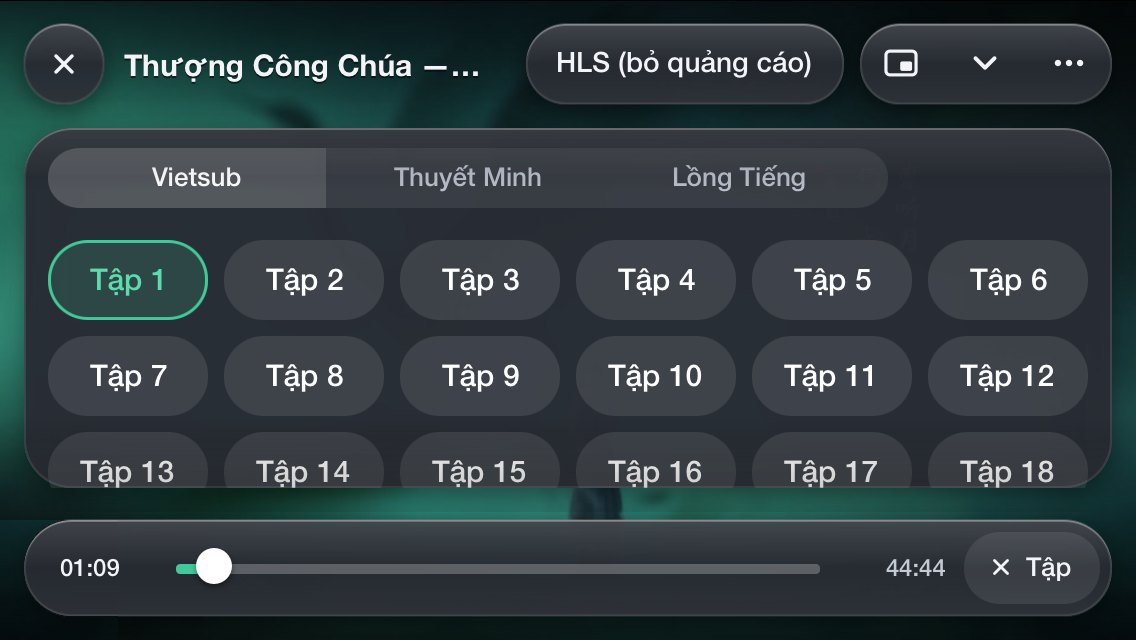 Thượng Công Chúa —...
HLS (bỏ quảng cáo)
Vietsub
Thuyết Minh
Lồng Tiếng
Tập 1
Tập 2
Tập 3
Tập 4
Tập 5
Tập 6
Tập 7
Tập 8
Tập 9
Tập 10
Tập 11
Tập 12
Tập 13
Tập 14
Tập 15
Tập 16
Tập 17
Tập 18
01:09
44:44
Tập